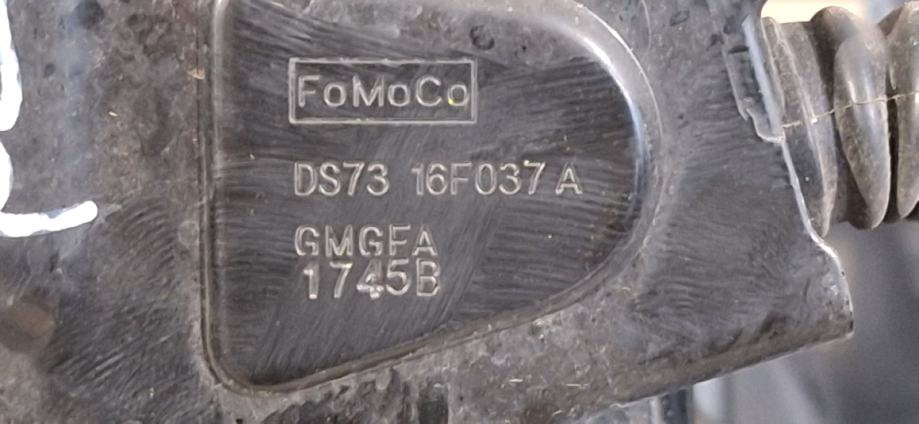 FoMoCo
DS73 16F037 A
GMGFA
1745B